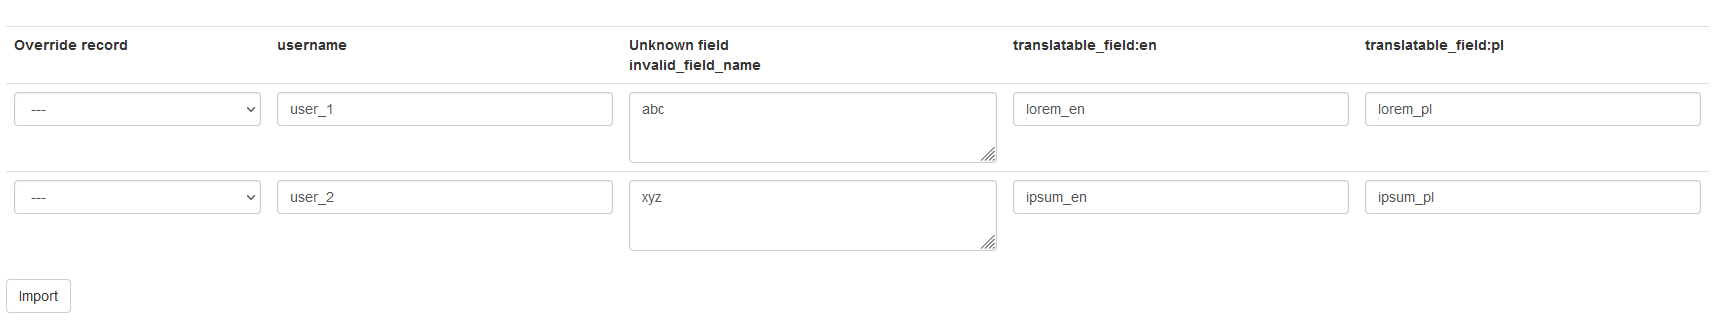 Override record username Unknown field translatable_field:en translatable_field:pl
invalid_field_name
--- user_1 abc lorem_en lorem_pl
--- user_2 xyz ipsum_en ipsum_pl
Import